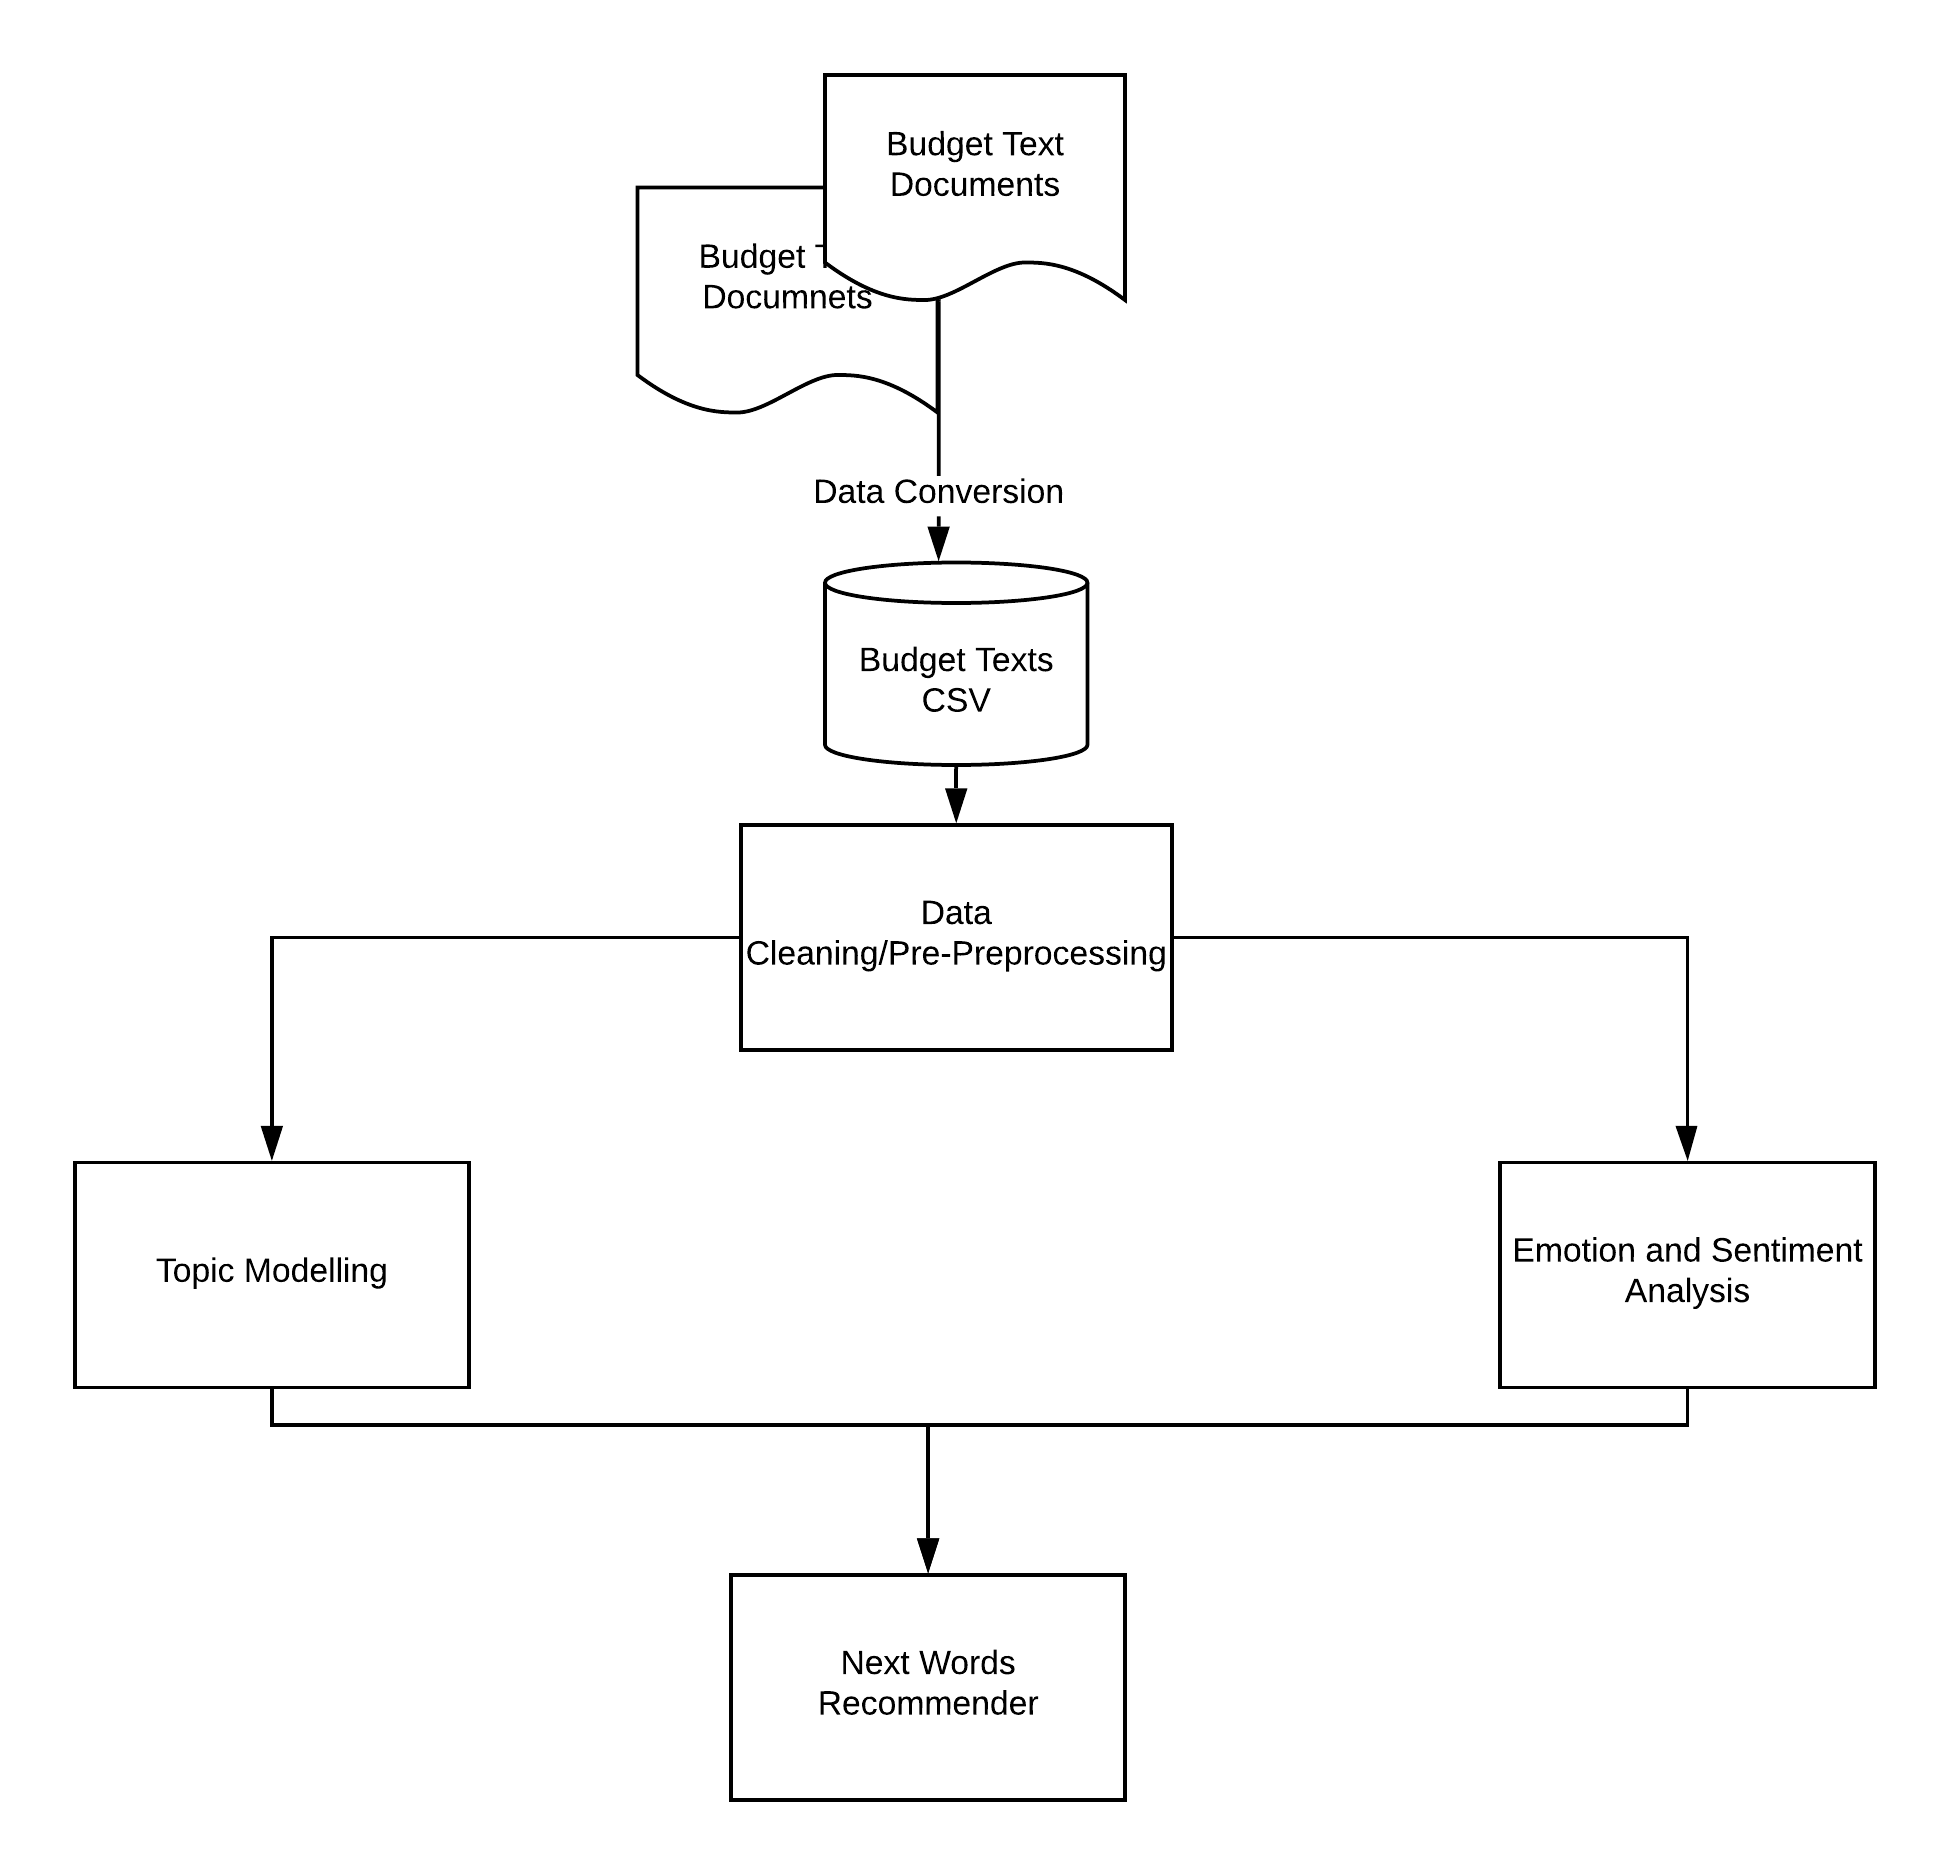 Budget Text
Documents
Budget
Documnets
Data Conversion
Budget Texts
CSV
Data
Cleaning/Pre-Preprocessing
Topic Modelling
Emotion and Sentiment
Analysis
Next Words
Recommender